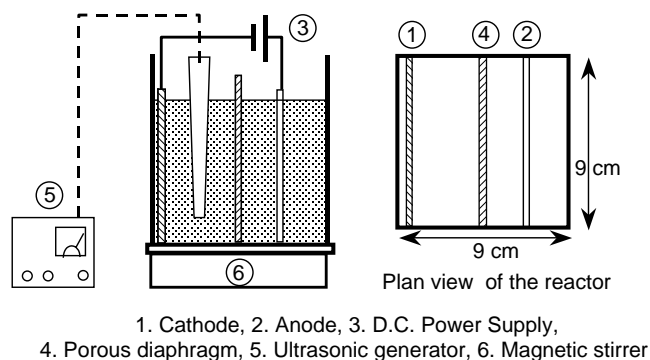 ③
① ④ ②
⑤
9 cm
9 cm
⑥
Plan view of the reactor
1. Cathode, 2. Anode, 3. D.C. Power Supply,
4. Porous diaphragm, 5. Ultrasonic generator, 6. Magnetic stirrer